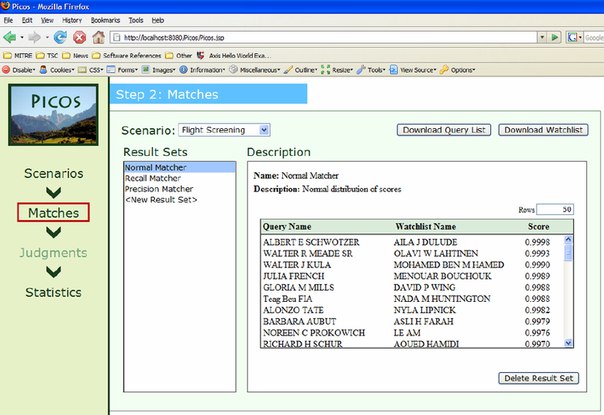 Picos - Mozilla Firefox
File Edit View History Bookmarks Tools Help
http://localhost:8080/Picos/Picos.jsp
Google
MITRE TSC News Software References Other Axis Hello World Exa...
Disable Cookies CSS Forms Images Information Miscellaneous Outline Resize Tools View Source Options
PICOS
Step 2: Matches
Scenario: Flight Screening Download Query List Download Watchlist
Scenarios
Matches
Judgments
Statistics
Result Sets
Normal Matcher
Recall Matcher
Precision Matcher
<New Result Set>
Description
Name: Normal Matcher
Description: Normal distribution of scores
Rows 50
Query Name Watchlist Name Score
ALBERT E SCHWOTZER AILA J DULUDE 0.9998
WALTER R MEADE SR OLAVI W LAHTINEN 0.9993
WALTER J KULA MOHAMED BEN M HAMED 0.9990
JULIA FRENCH MENOUAR BOUCHOUK 0.9989
GLORIA M MILLS DAVID P WING 0.9988
Teng Beu FIA NADA M HUNTINGTON 0.9988
ALONZO TATE NYLA LIPNICK 0.9982
BARBARA AUBUT ASLI H FARAH 0.9979
NOREEN C PROKOWICH LE AM 0.9976
RICHARD H SCHUR AOUED HAMIDI 0.9970
Delete Result Set